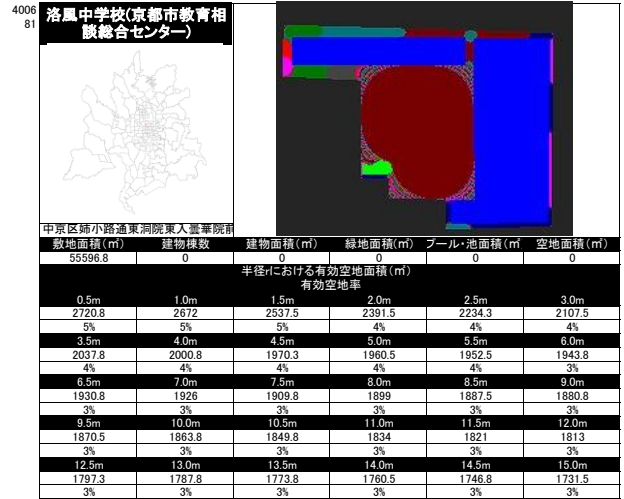 4006
81
洛風中学校(京都市教育相
談総合センター)
中京区姉小路通東洞院東入曇華院前
敷地面積(㎡) 建物棟数 建物面積(㎡) 緑地面積(㎡) プール・池面積(㎡ 空地面積(㎡)
55596.8 0 0 0 0 0
半径rにおける有効空地面積(㎡)
有効空地率
0.5m 1.0m 1.5m 2.0m 2.5m 3.0m
2720.8 2672 2537.5 2391.5 2234.3 2107.5
5% 5% 5% 4% 4% 4%
3.5m 4.0m 4.5m 5.0m 5.5m 6.0m
2037.8 2000.8 1970.3 1960.5 1952.5 1943.8
4% 4% 4% 4% 4% 3%
6.5m 7.0m 7.5m 8.0m 8.5m 9.0m
1930.8 1926 1909.8 1899 1887.5 1880.8
3% 3% 3% 3% 3% 3%
9.5m 10.0m 10.5m 11.0m 11.5m 12.0m
1870.5 1863.8 1849.8 1834 1821 1813
3% 3% 3% 3% 3% 3%
12.5m 13.0m 13.5m 14.0m 14.5m 15.0m
1797.3 1787.8 1773.8 1760.5 1746.8 1731.5
3% 3% 3% 3% 3% 3%